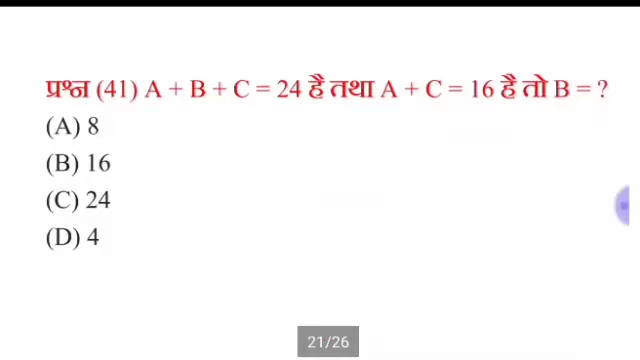 प्रश्न (41) A + B + C = 24 है तथा A + C = 16 है तो B = ?
(A) 8
(B) 16
(C) 24
(D) 4
21/26